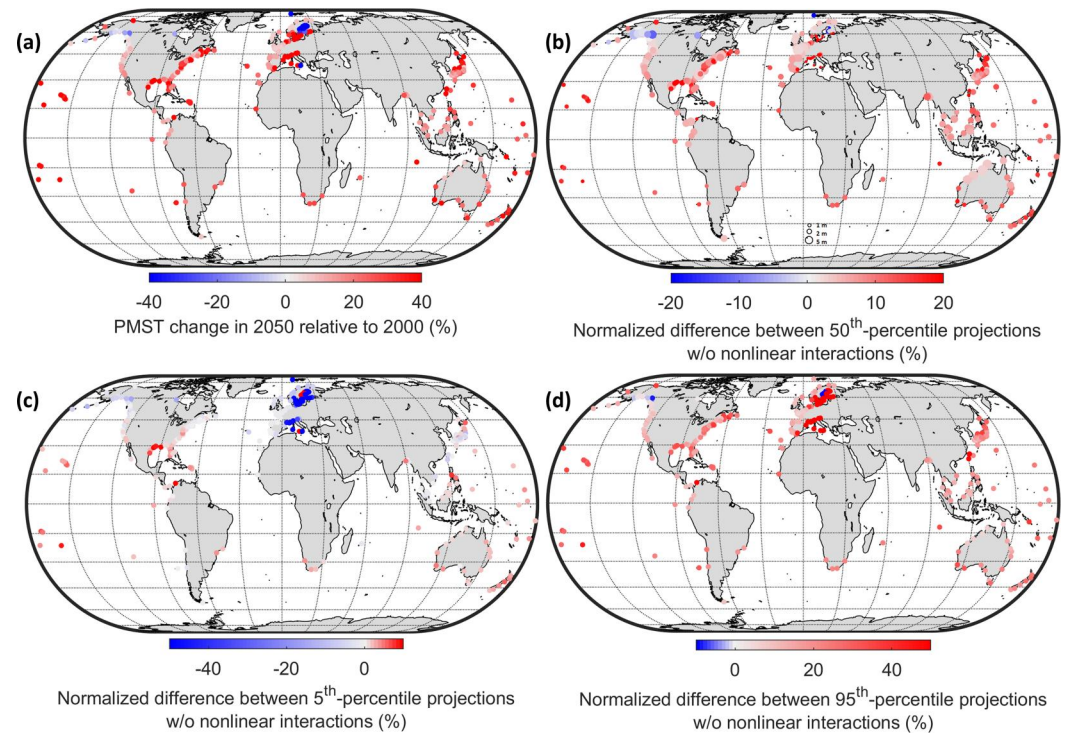 (a)
-40 -20 0 20 40
PMST change in 2050 relative to 2000 (%)
(b)
1 m
2 m
5 m
-20 -10 0 10 20
Normalized difference between 50th-percentile projections
w/o nonlinear interactions (%)
(c)
-40 -20 0
Normalized difference between 5th-percentile projections
w/o nonlinear interactions (%)
(d)
0 20 40
Normalized difference between 95th-percentile projections
w/o nonlinear interactions (%)